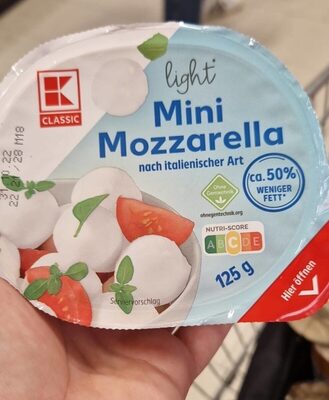 K
CLASSIC
light*
Mini
Mozzarella
nach italienischer Art
ca. 50%
WENIGER
FETT*
Ohne
Gentechnik
ohnegentechnik.org
NUTRI-SCORE
A B C D E
125 g
Serviervorschlag
Hier öffnen